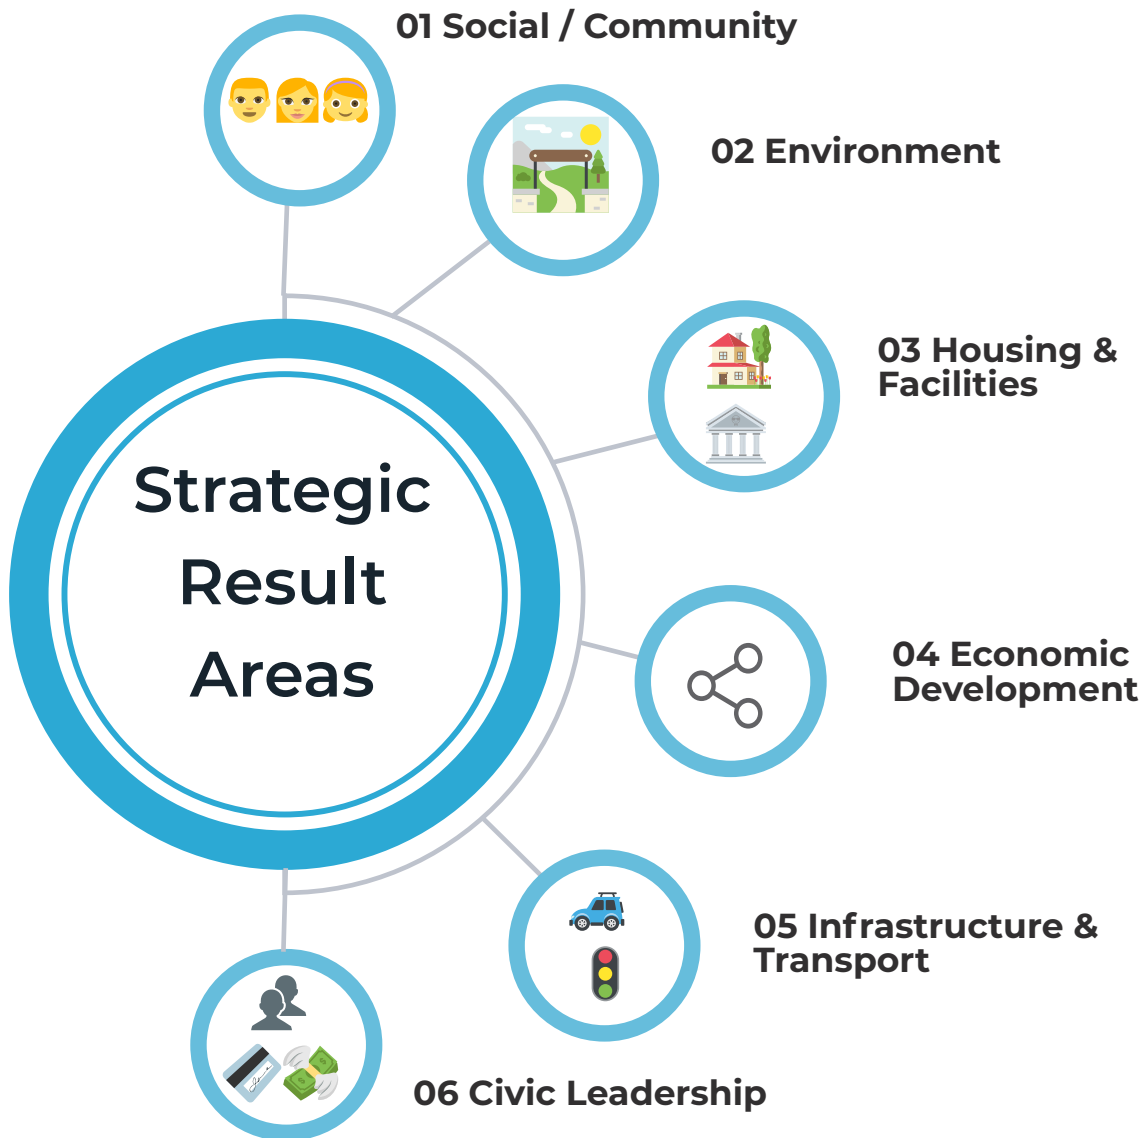 01 Social / Community
02 Environment
03 Housing &
Facilities
Strategic
Result
Areas
04 Economic
Development
05 Infrastructure &
Transport
06 Civic Leadership